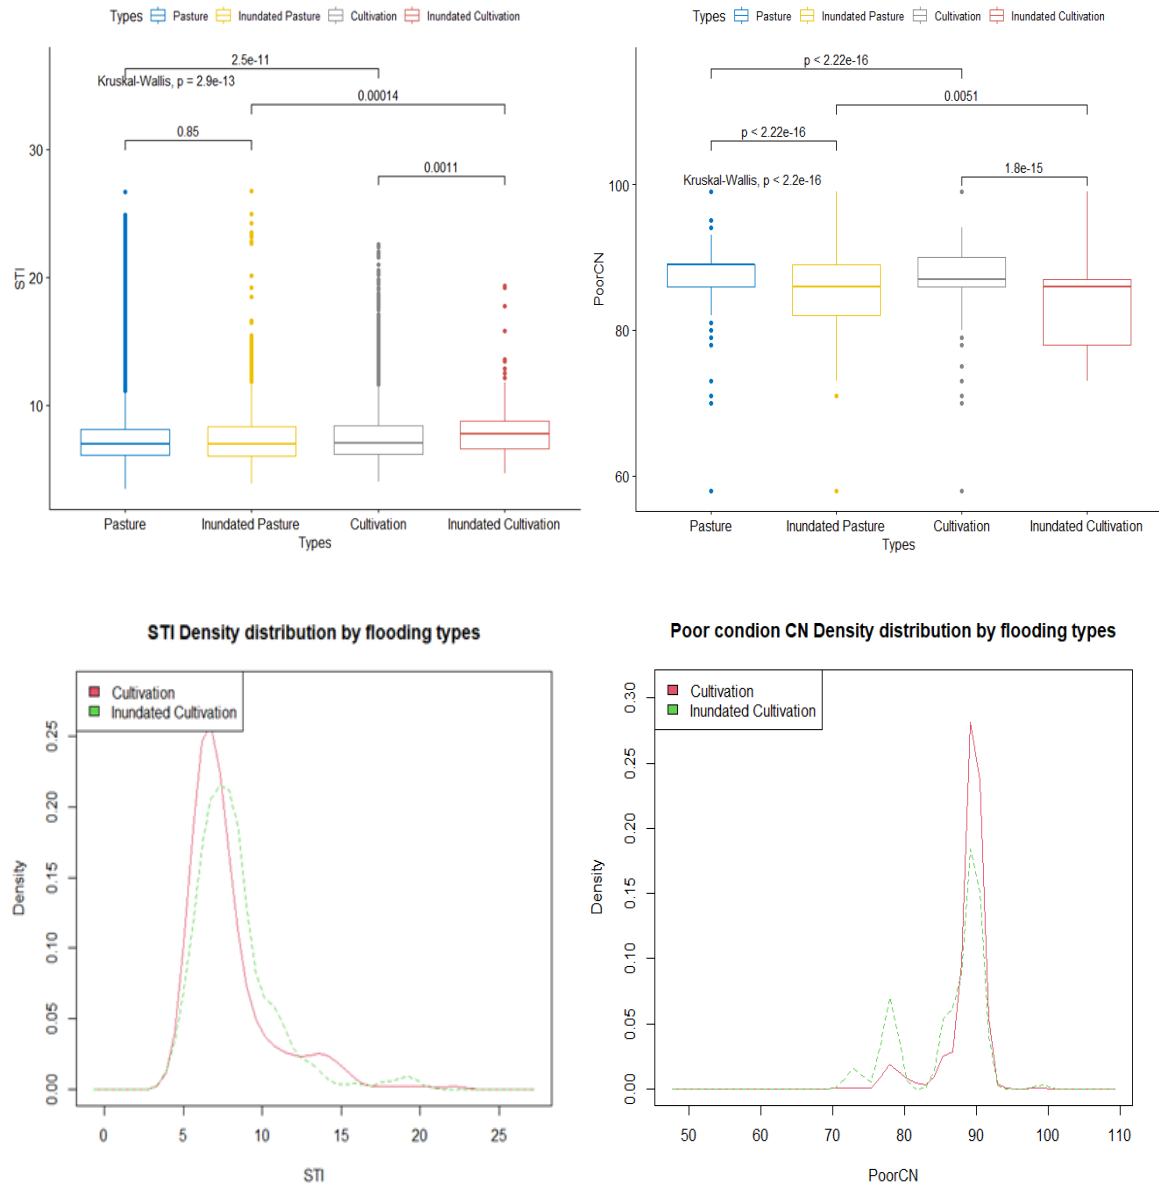 Types Pasture Inundated Pasture Cultivation Inundated Cultivation
2.5e-11
Kruskal-Wallis, p = 2.9e-13
0.00014
0.85
0.0011
30
20
10
STI
Pasture Inundated Pasture Cultivation Inundated Cultivation
Types
Types Pasture Inundated Pasture Cultivation Inundated Cultivation
p < 2.22e-16
0.0051
p < 2.22e-16
Kruskal-Wallis, p < 2.2e-16
1.8e-15
100
80
60
PoorCN
Pasture Inundated Pasture Cultivation Inundated Cultivation
Types
STI Density distribution by flooding types
Cultivation
Inundated Cultivation
0.25
0.20
0.15
0.10
0.05
0.00
Density
0 5 10 15 20 25
STI
Poor condion CN Density distribution by flooding types
Cultivation
Inundated Cultivation
0.30
0.25
0.20
0.15
0.10
0.05
0.00
Density
50 60 70 80 90 100 110
PoorCN